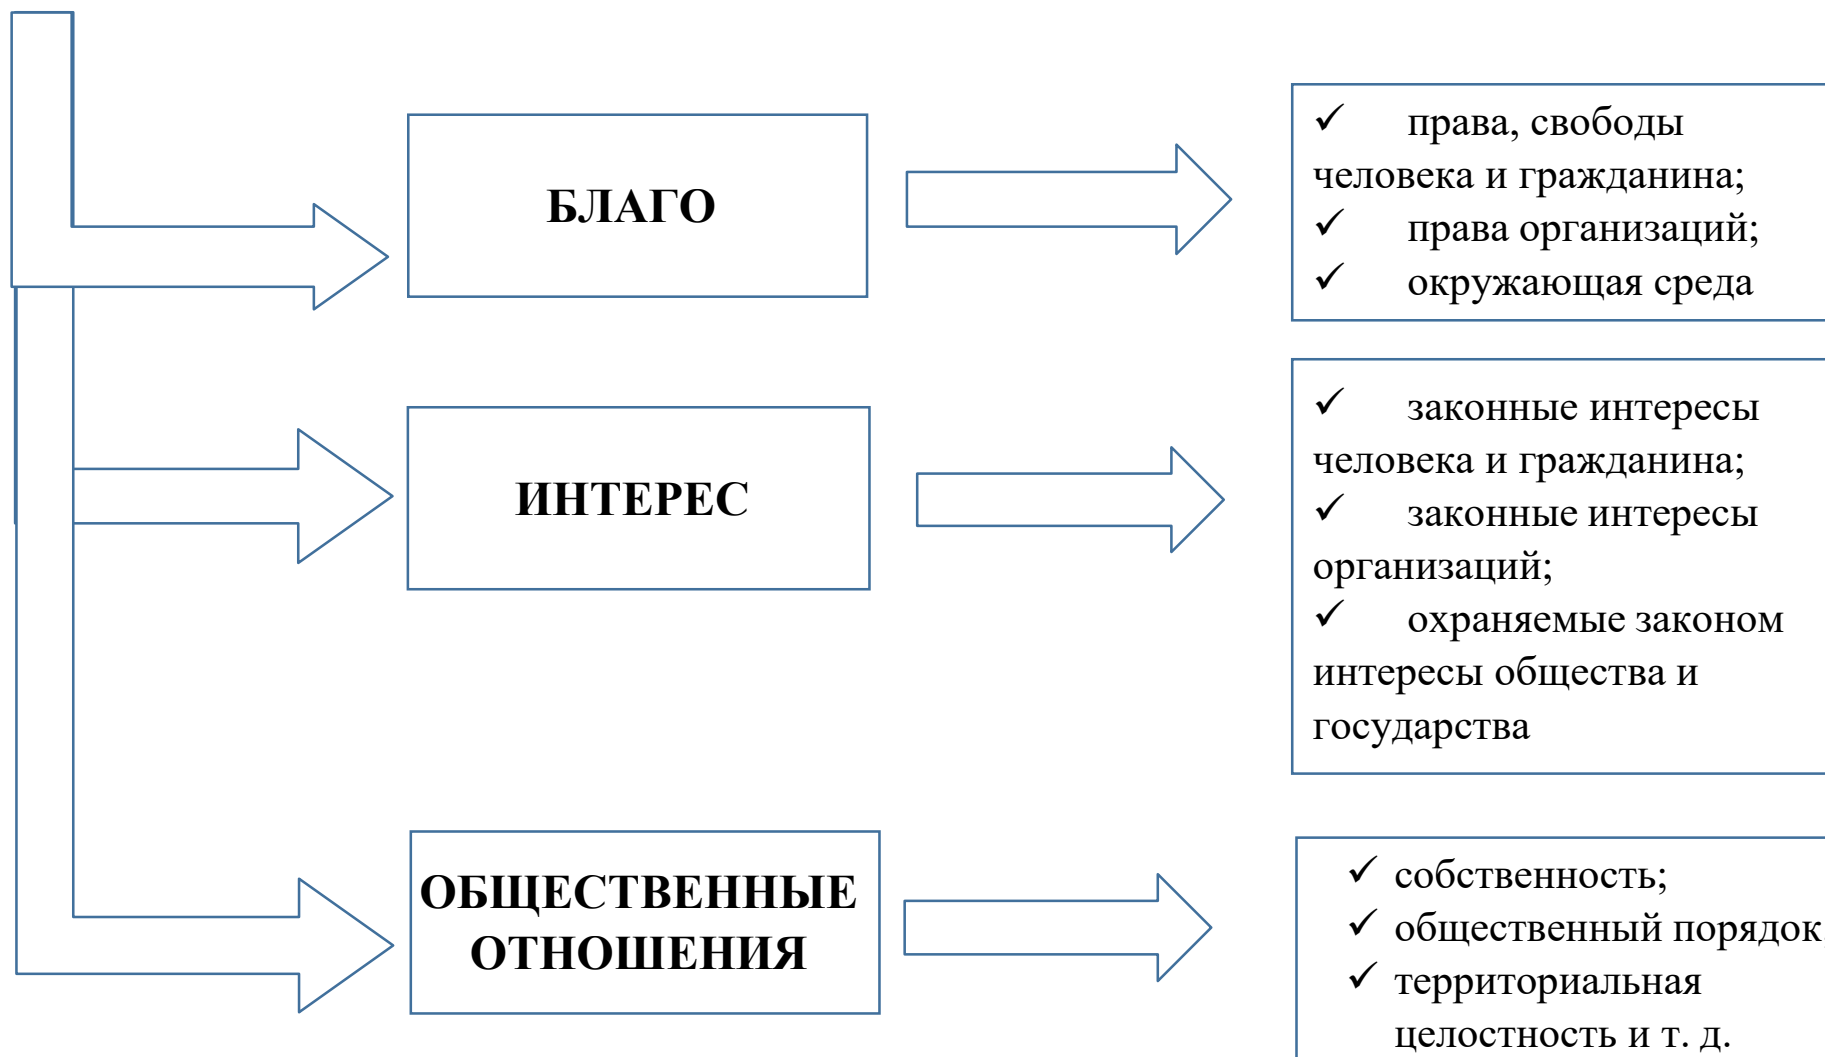 БЛАГО
✓ права, свободы
человека и гражданина;
✓ права организаций;
✓ окружающая среда
ИНТЕРЕС
✓ законные интересы
человека и гражданина;
✓ законные интересы
организаций;
✓ охраняемые законом
интересы общества и
государства
ОБЩЕСТВЕННЫЕ
ОТНОШЕНИЯ
✓ собственность;
✓ общественный порядок;
✓ территориальная
целостность и т. д.